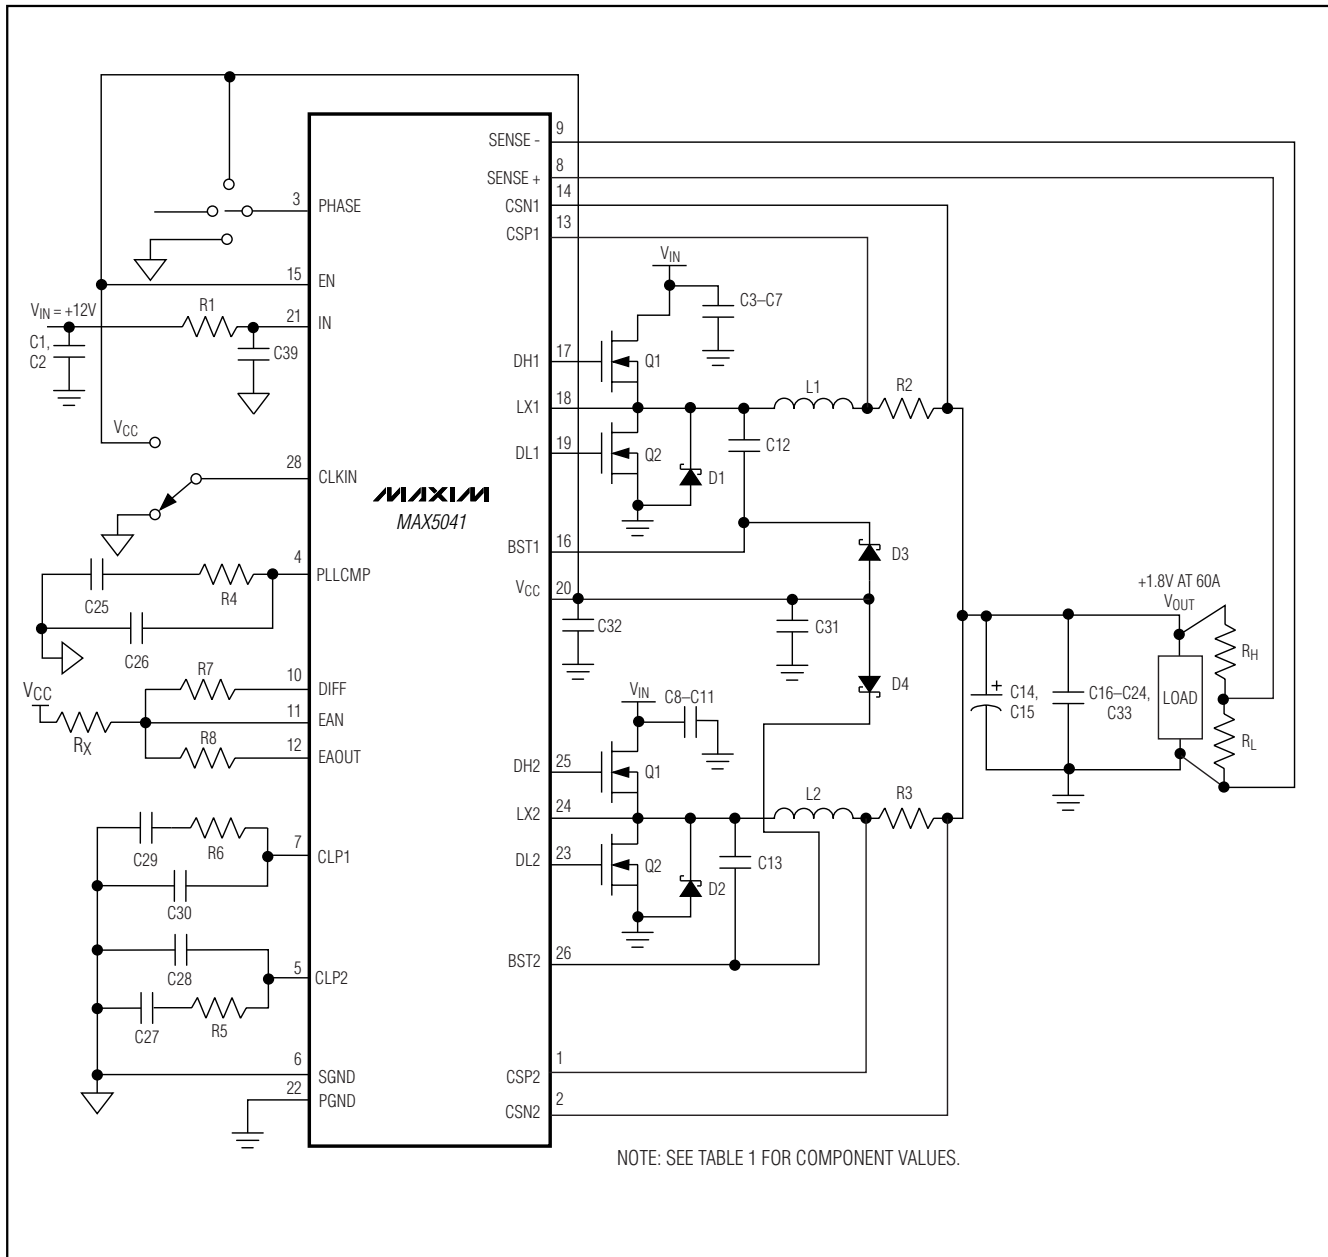 SENSE -
9
SENSE +
8
CSN1
14
CSP1
13
3
PHASE
15
EN
VIN = +12V
R1
21
IN
C1,
C2
C39
VCC
28
CLKIN
MAXIM
MAX5041
4
PLLCMP
C25
R4
C26
VCC
RX
R7
10
DIFF
11
EAN
R8
12
EAOUT
C29
R6
7
CLP1
C30
C28
5
CLP2
C27
R5
6
SGND
22
PGND
VIN
C3–C7
DH1
17
Q1
LX1
18
L1
R2
DL1
19
Q2
D1
C12
BST1
16
D3
VCC
20
C32
C31
D4
VIN
C8–C11
DH2
25
Q1
LX2
24
L2
R3
DL2
23
Q2
D2
C13
BST2
26
CSP2
1
CSN2
2
+1.8V AT 60A
VOUT
C14,
C15
C16–C24,
C33
LOAD
RH
RL
NOTE: SEE TABLE 1 FOR COMPONENT VALUES.